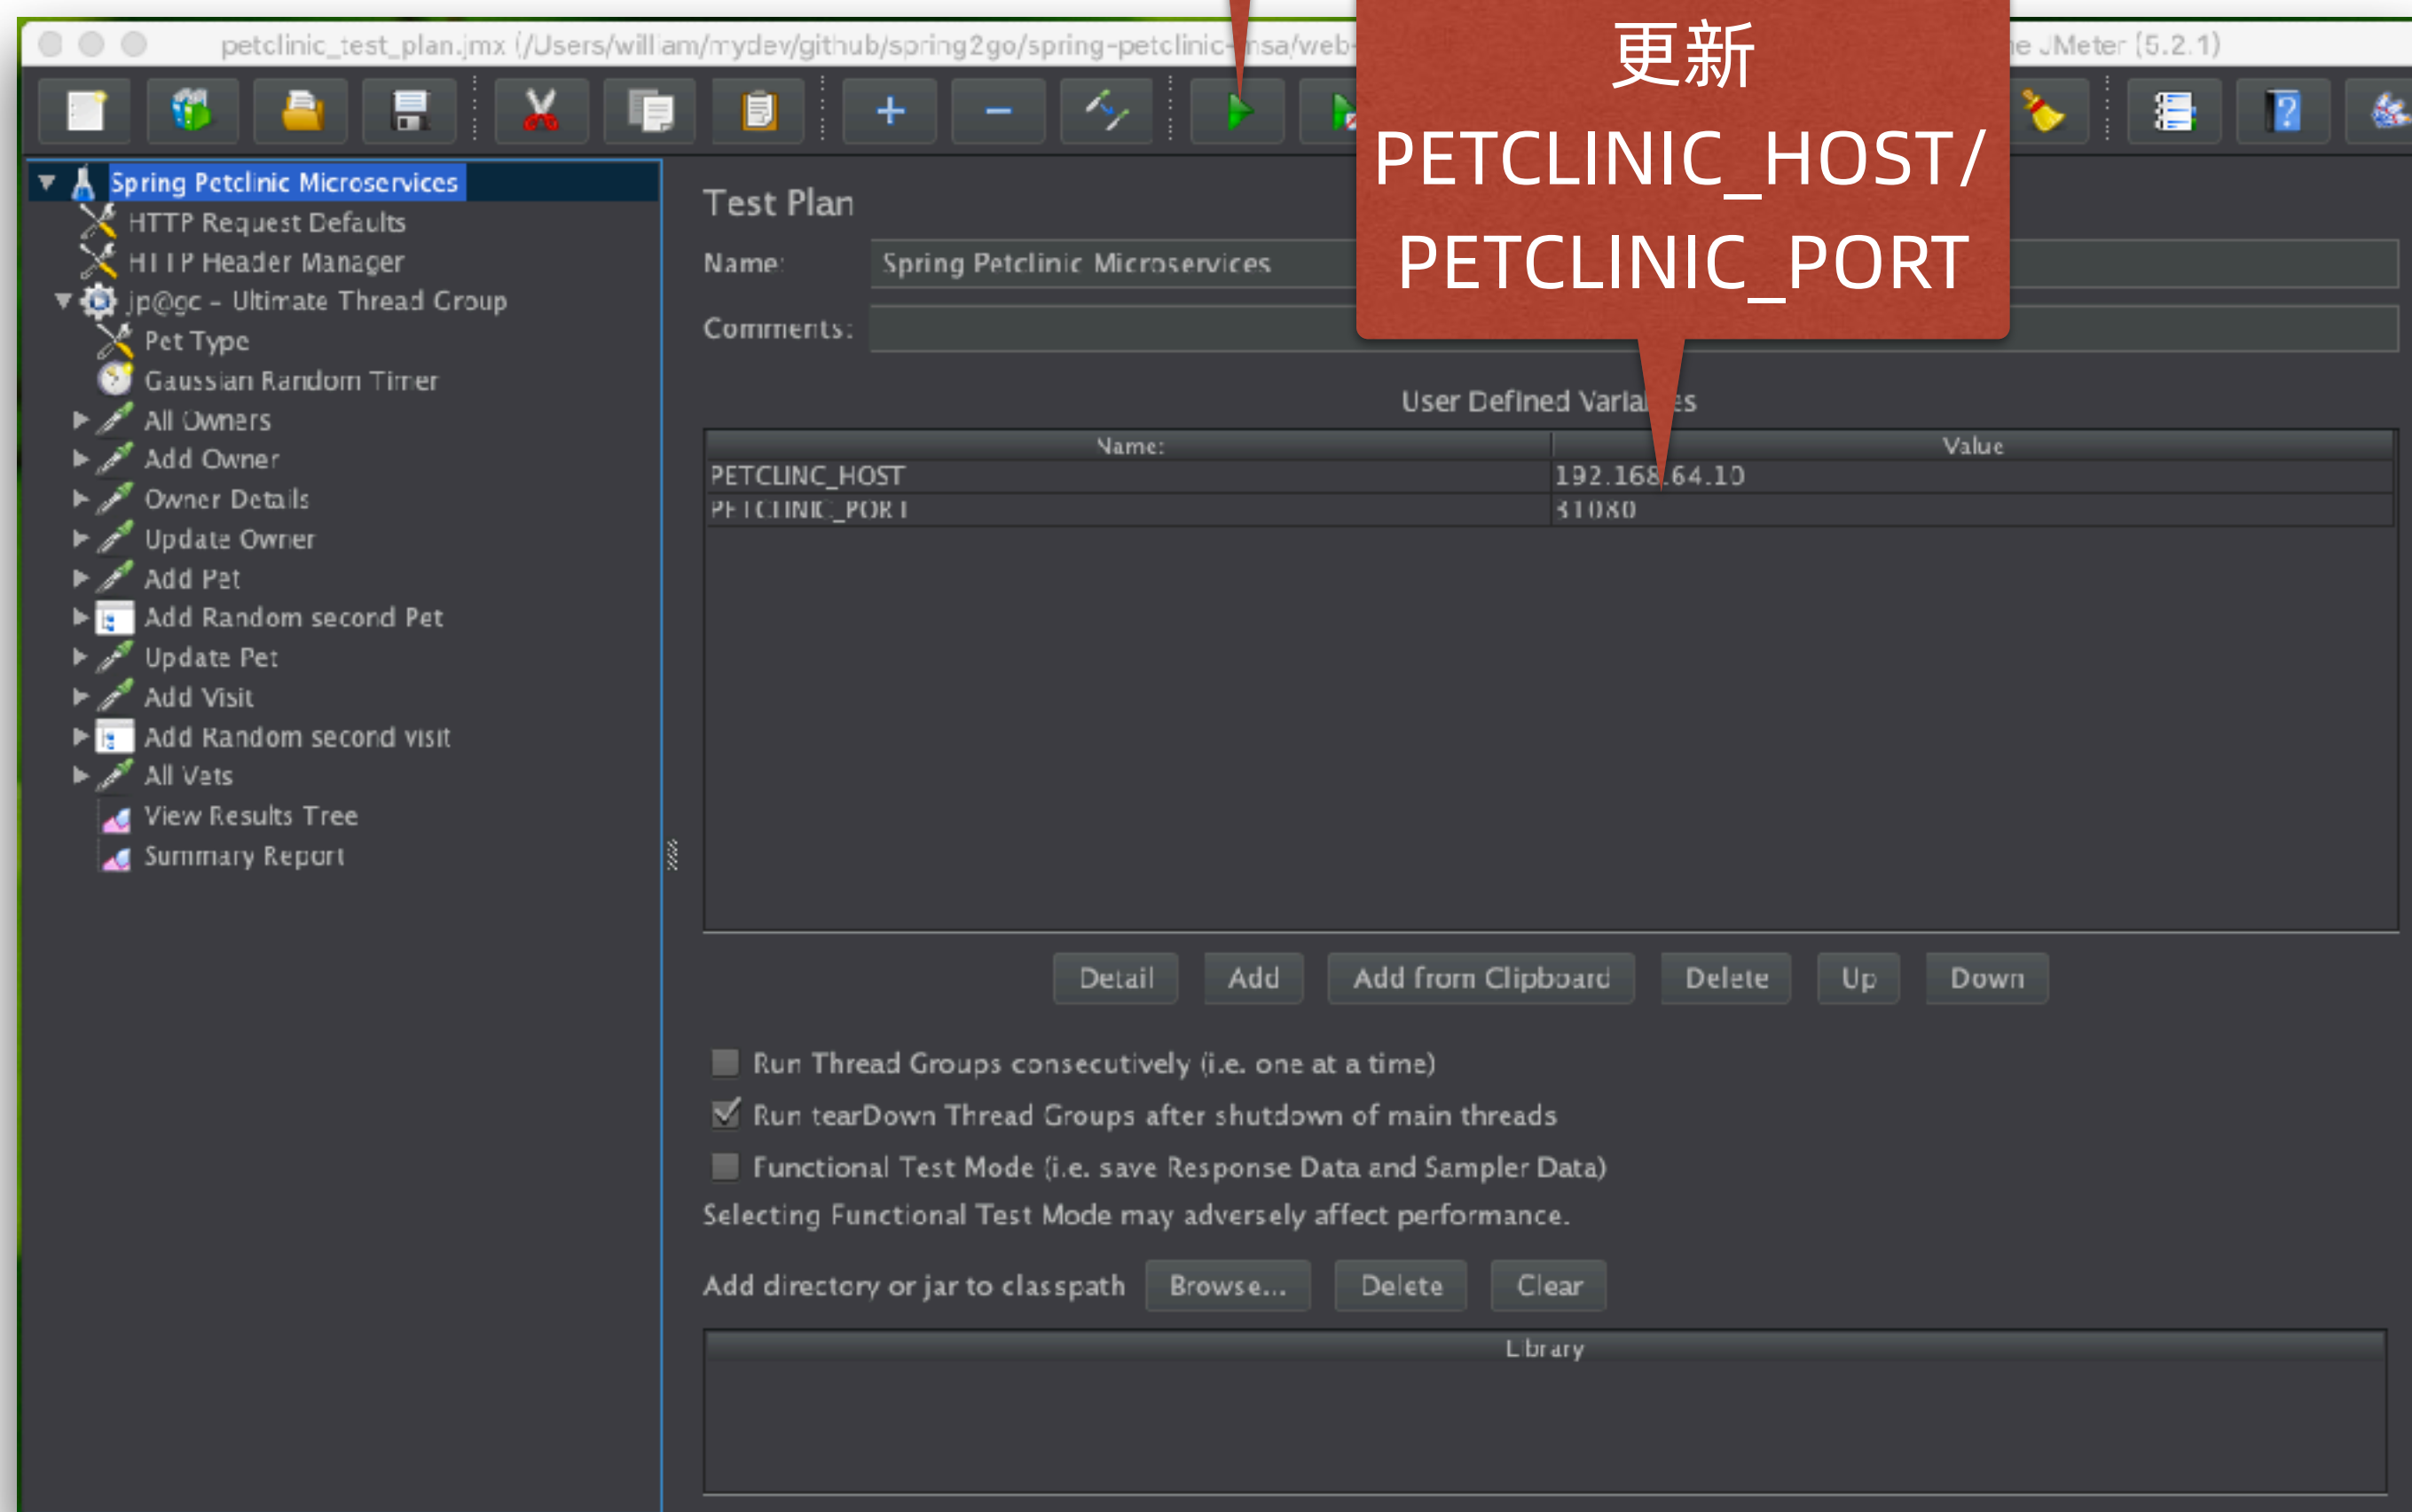 petclinic_test_plan.jmx (/Users/william/mydev/github/spring2go/spring-petclinic-msa/web-
JMeter (5.2.1)
更新
PETCLINIC_HOST/
PETCLINIC_PORT
Spring Petclinic Microservices
HTTP Request Defaults
HTTP Header Manager
jp@gc - Ultimate Thread Group
Pet Type
Gaussian Random Timer
All Owners
Add Owner
Owner Details
Update Owner
Add Pet
Add Random second Pet
Update Pet
Add Visit
Add Random second visit
All Vets
View Results Tree
Summary Report
Test Plan
Name: Spring Petclinic Microservices
Comments:
User Defined Variables
Name: Value
PETCLINC_HOST 192.168.64.10
PETCLINIC_PORT 31080
Detail Add Add from Clipboard Delete Up Down
Run Thread Groups consecutively (i.e. one at a time)
Run tearDown Thread Groups after shutdown of main threads
Functional Test Mode (i.e. save Response Data and Sampler Data)
Selecting Functional Test Mode may adversely affect performance.
Add directory or jar to classpath Browse... Delete Clear
Library